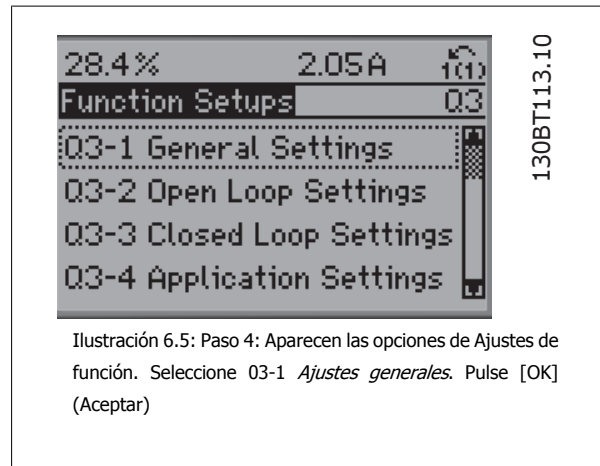 28.4% 2.05A 1(1)
Function Setups Q3
Q3-1 General Settings
Q3-2 Open Loop Settings
Q3-3 Closed Loop Settings
Q3-4 Application Settings
130BT113.10
Ilustración 6.5: Paso 4: Aparecen las opciones de Ajustes de
función. Seleccione 03-1 Ajustes generales. Pulse [OK]
(Aceptar)